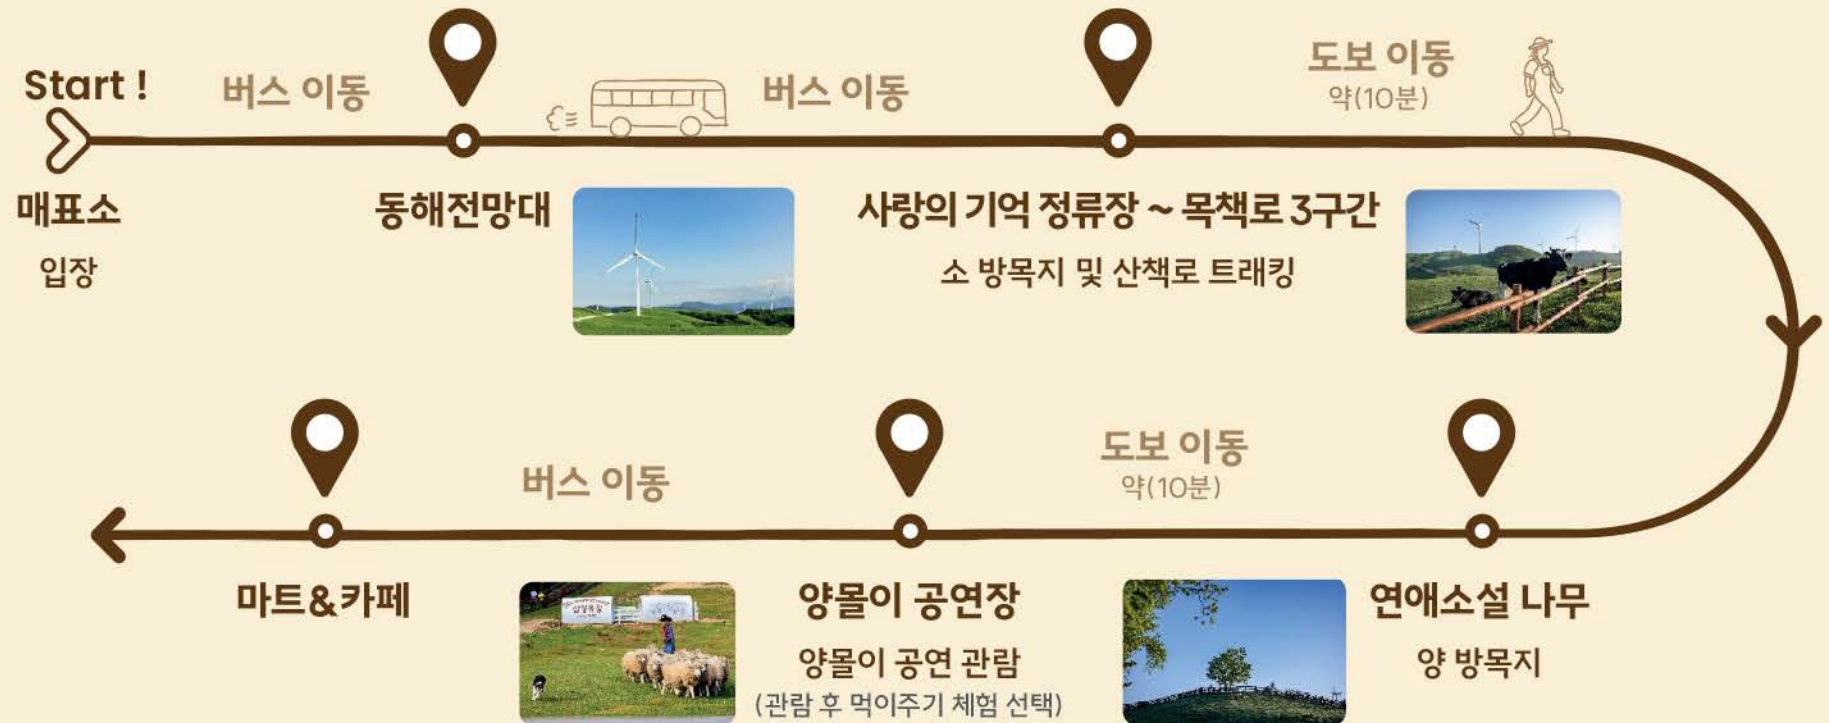 Start !
버스 이동
버스 이동
도보 이동
약(10분)
매표소
입장
동해전망대
사랑의 기억 정류장 ~ 목책로 3구간
소 방목지 및 산책로 트래킹
버스 이동
도보 이동
약(10분)
마트&카페
양몰이 공연장
양몰이 공연 관람
(관람 후 먹이주기 체험 선택)
연애소설 나무
양 방목지